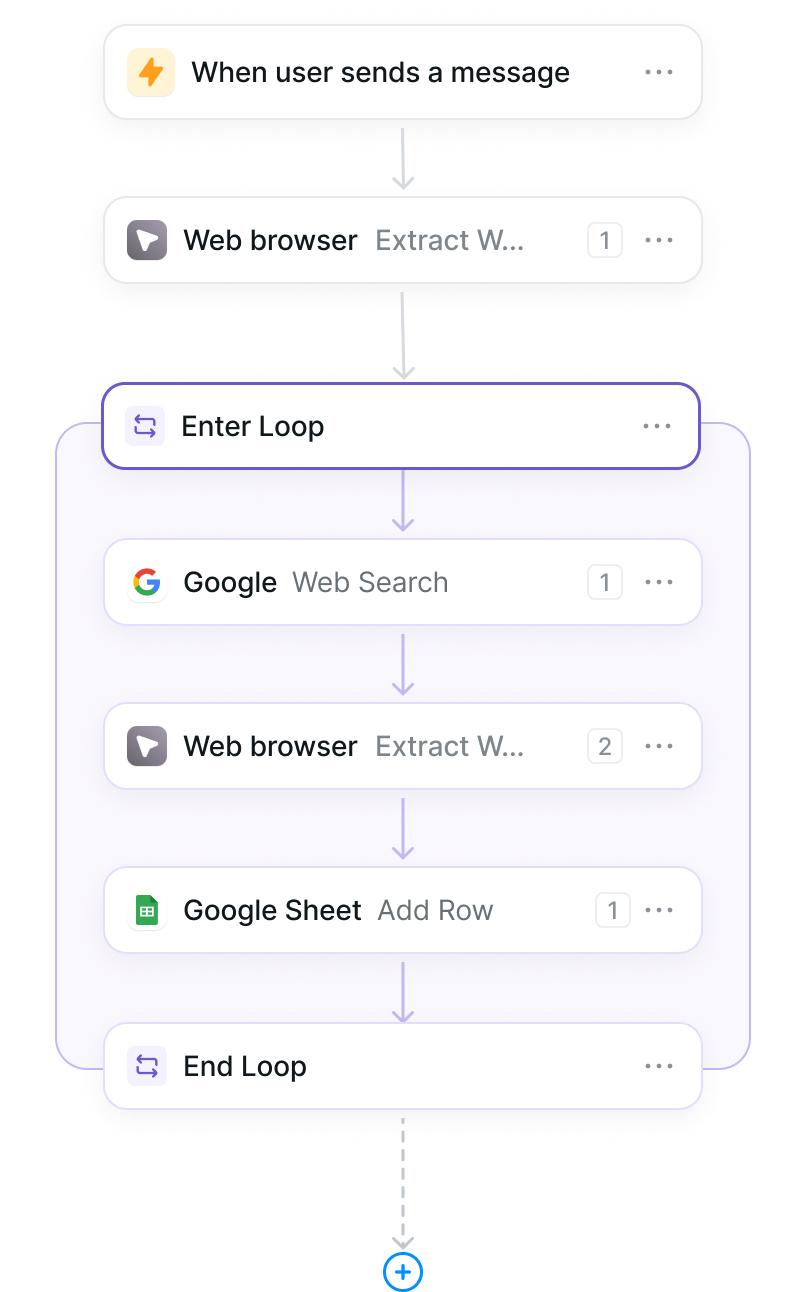 When user sends a message
Web browser Extract W... 1
Enter Loop
Google Web Search 1
Web browser Extract W... 2
Google Sheet Add Row 1
End Loop